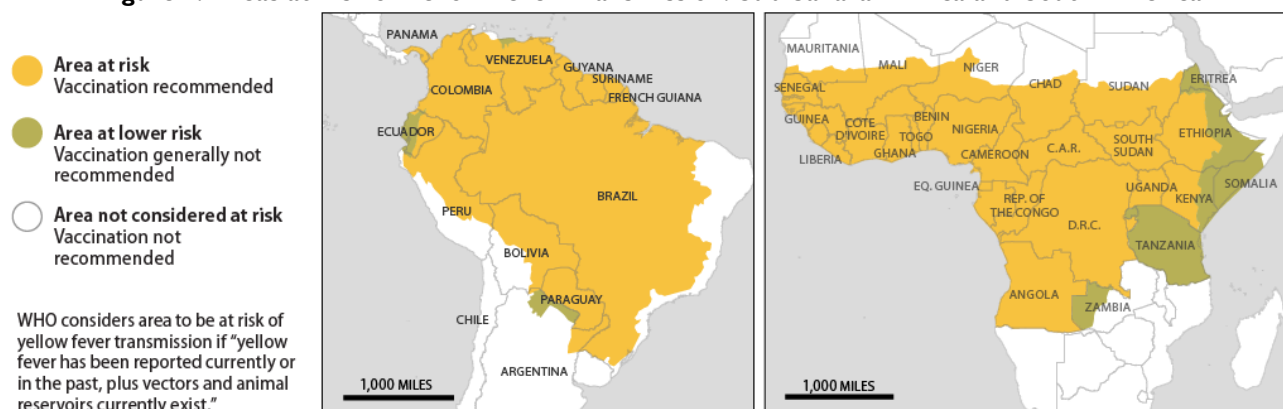 Area at risk
Vaccination recommended
Area at lower risk
Vaccination generally not
recommended
Area not considered at risk
Vaccination not
recommended
WHO considers area to be at risk of
yellow fever transmission if “yellow
fever has been reported currently or
in the past, plus vectors and animal
reservoirs currently exist.”
PANAMA
VENEZUELA
GUYANA
SURINAME
FRENCH GUIANA
COLOMBIA
ECUADOR
BRAZIL
PERU
BOLIVIA
PARAGUAY
CHILE
ARGENTINA
1,000 MILES
MAURITANIA
MALI
NIGER
CHAD
SUDAN
ERITREA
SENEGAL
GUINEA
COTE
D'IVOIRE
BENIN
TOGO
NIGERIA
GHANA
LIBERIA
CAMEROON
C.A.R.
SOUTH
SUDAN
ETHIOPIA
EQ. GUINEA
REP. OF
THE CONGO
UGANDA
KENYA
SOMALIA
D.R.C.
TANZANIA
ANGOLA
ZAMBIA
1,000 MILES